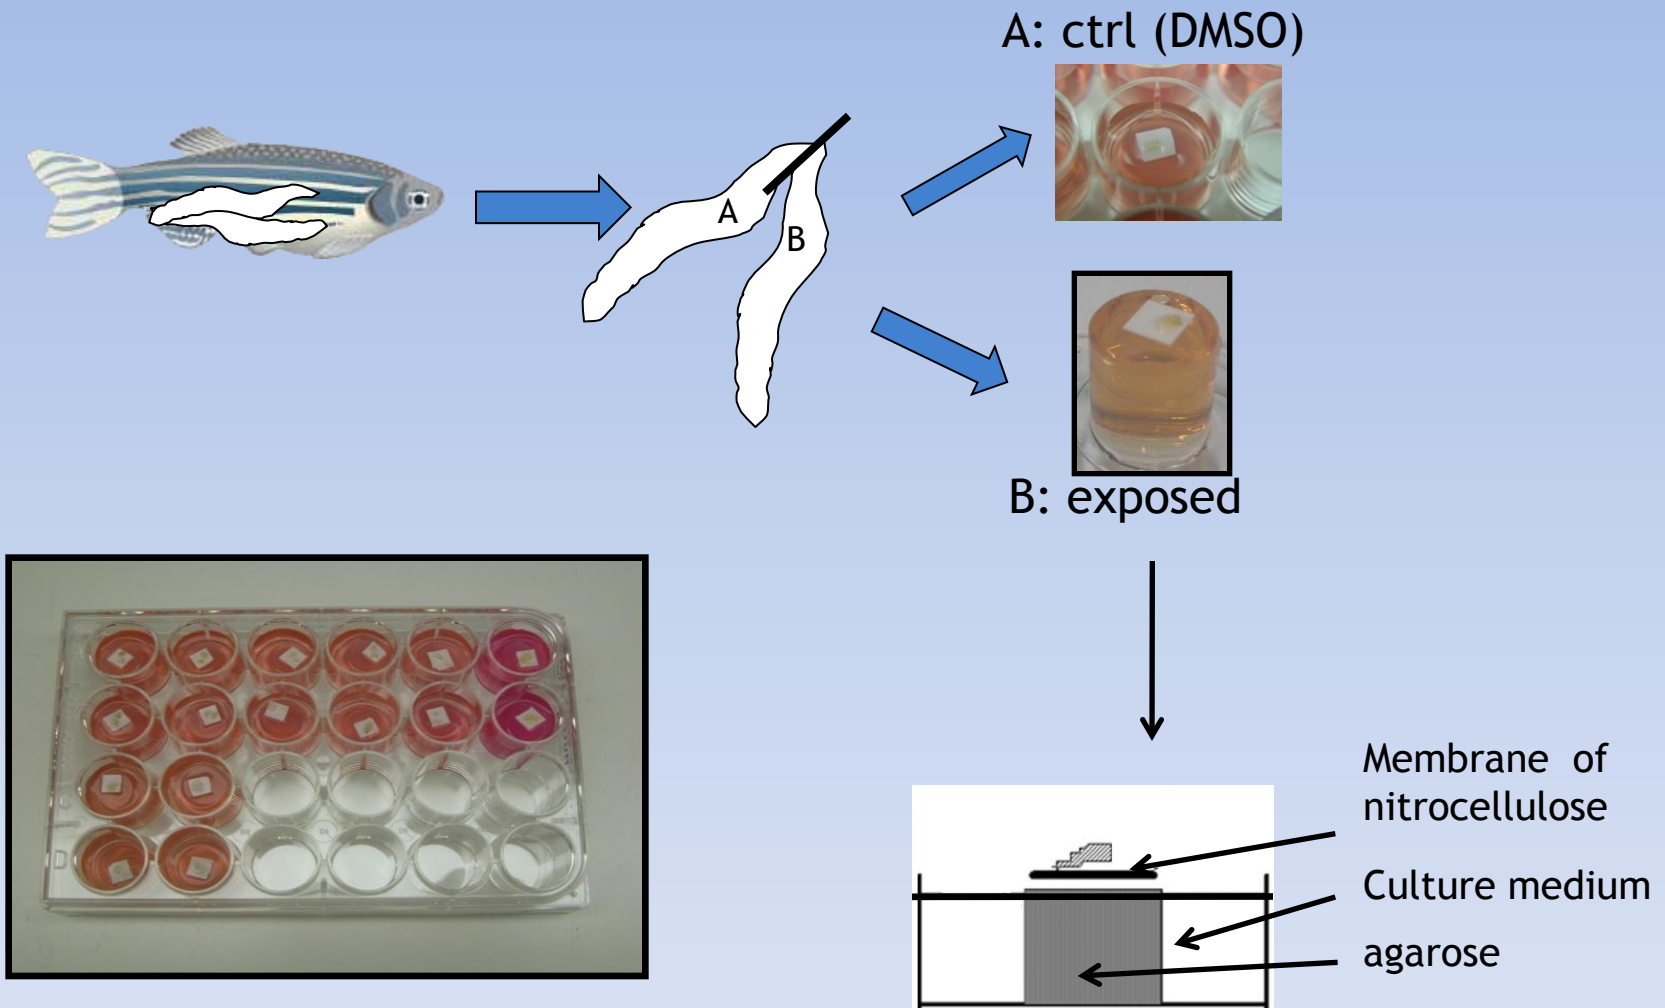 A: ctrl (DMSO)
A
B
B: exposed
Membrane of
nitrocellulose
Culture medium
agarose